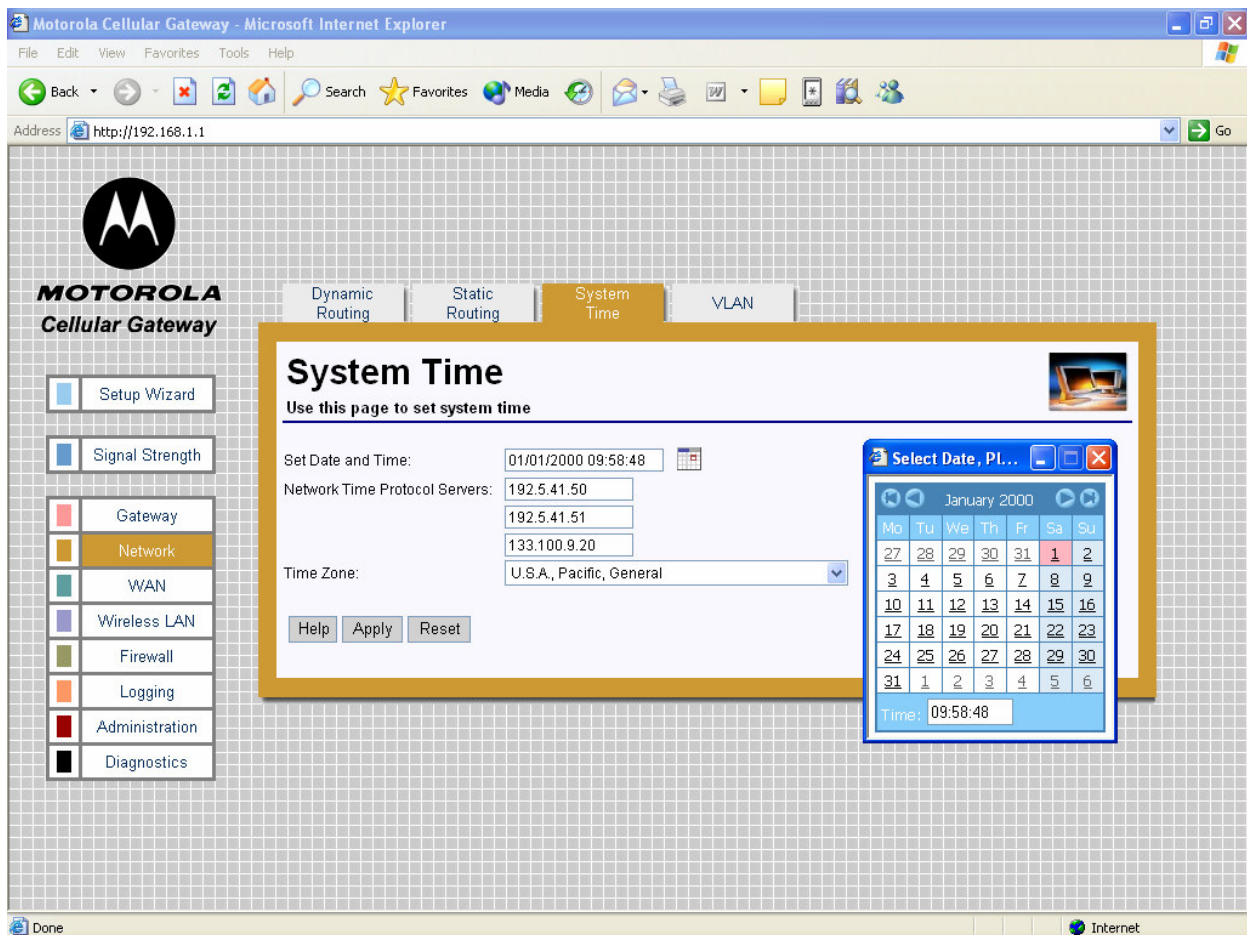 Motorola Cellular Gateway - Microsoft Internet Explorer
File Edit View Favorites Tools Help
Back Search Favorites Media
Address http://192.168.1.1 Go
MOTOROLA
Cellular Gateway
Dynamic Routing Static Routing System Time VLAN
System Time
Use this page to set system time
Setup Wizard
Signal Strength
Gateway
Network
WAN
Wireless LAN
Firewall
Logging
Administration
Diagnostics
Set Date and Time: 01/01/2000 09:58:48
Network Time Protocol Servers: 192.5.41.50
192.5.41.51
133.100.9.20
Time Zone: U.S.A., Pacific, General
Help Apply Reset
Select Date, Pl...
January 2000
Mo Tu We Th Fr Sa Su
27 28 29 30 31 1 2
3 4 5 6 7 8 9
10 11 12 13 14 15 16
17 18 19 20 21 22 23
24 25 26 27 28 29 30
31 1 2 3 4 5 6
Time: 09:58:48
Done Internet